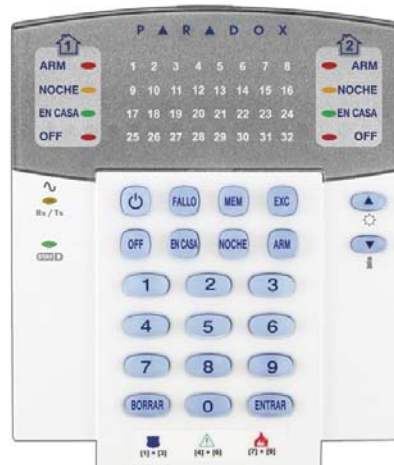 PARADOX
1 2
ARM 1 2 3 4 5 6 7 8 ARM
NOCHE 9 10 11 12 13 14 15 16 NOCHE
EN CASA 17 18 19 20 21 22 23 24 EN CASA
OFF 25 26 27 28 29 30 31 32 OFF
FALLO MEM EXC
Rx / Tx
OFF EN CASA NOCHE ARM
STAY D
i
1 2 3
4 5 6
7 8 9
BORRAR 0 ENTRAR
[1] + [3] [4] + [6] [7] + [9]